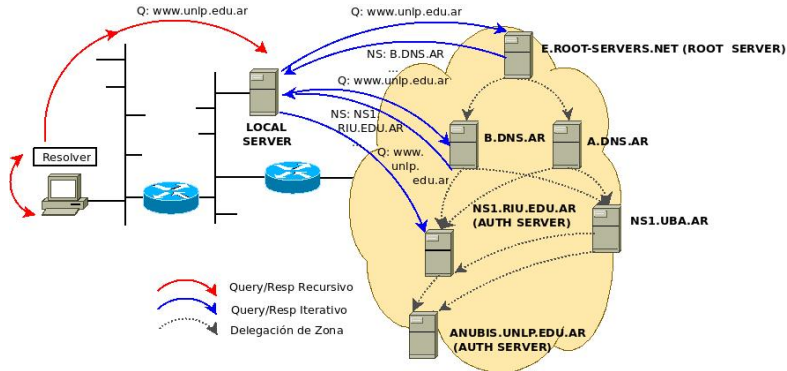 Q: www.unlp.edu.ar
Q: www.unlp.edu.ar
E.ROOT-SERVERS.NET (ROOT SERVER)
NS: B.DNS.AR
...
Q: www.unlp.edu.ar
LOCAL
SERVER
NS: NS1.
RIU.EDU.AR
...
B.DNS.AR
A.DNS.AR
Resolver
Q: www.
unlp.
edu.ar
NS1.RIU.EDU.AR
(AUTH SERVER)
NS1.UBA.AR
Query/Resp Recursivo
Query/Resp Iterativo
Delegación de Zona
ANUBIS.UNLP.EDU.AR
(AUTH SERVER)